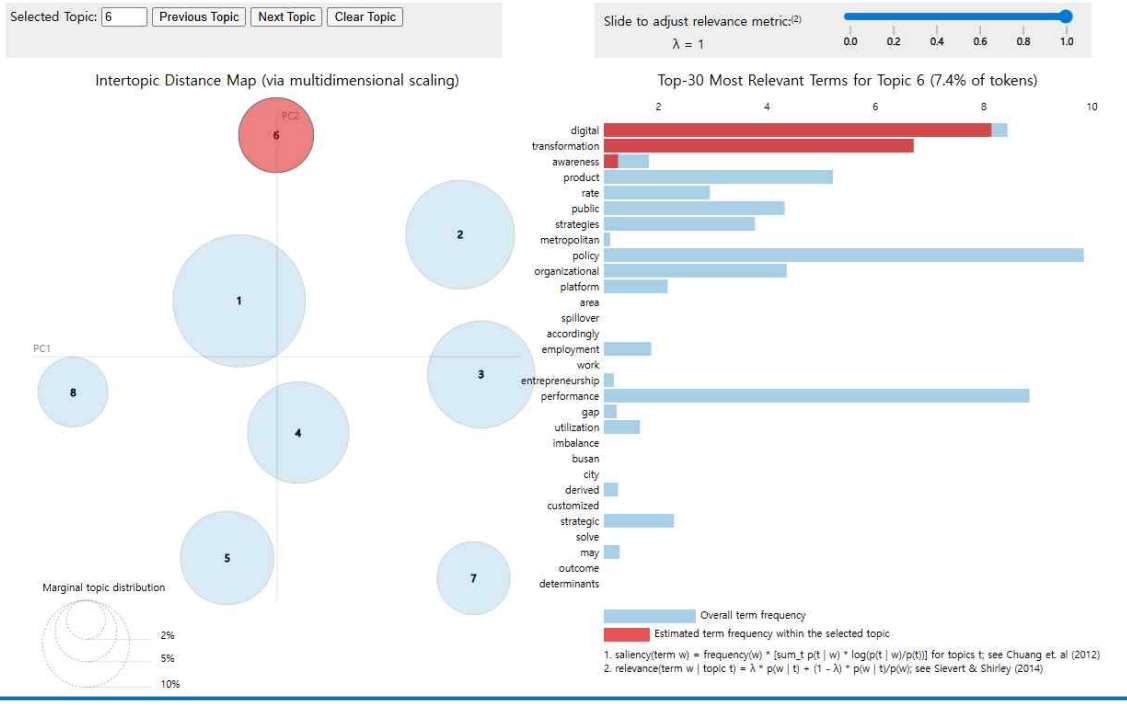 Selected Topic: 6 Previous Topic Next Topic Clear Topic
Slide to adjust relevance metric:(2)
λ = 1
0.0 0.2 0.4 0.6 0.8 1.0
Intertopic Distance Map (via multidimensional scaling)
PC2
6
2
1
PC1
3
8
4
5
7
Marginal topic distribution
2%
5%
10%
Top-30 Most Relevant Terms for Topic 6 (7.4% of tokens)
2 4 6 8 10
digital
transformation
awareness
product
rate
public
strategies
metropolitan
policy
organizational
platform
area
spillover
accordingly
employment
work
entrepreneurship
performance
gap
utilization
imbalance
busan
city
derived
customized
strategic
solve
may
outcome
determinants
Overall term frequency
Estimated term frequency within the selected topic
1. saliency(term w) = frequency(w) * [sum_t p(t | w) * log(p(t | w)/p(t))] for topics t; see Chuang et. al (2012)
2. relevance(term w | topic t) = λ * p(w | t) + (1 - λ) * p(w | t)/p(w); see Sievert & Shirley (2014)